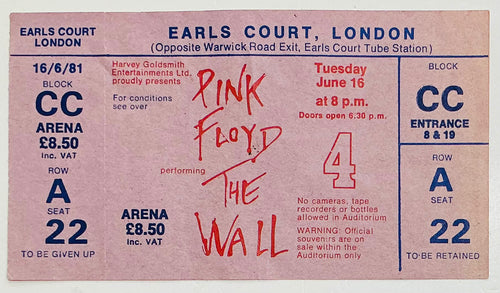 EARLS COURT
LONDON
16/6/81
BLOCK
CC
ARENA
£8.50
inc. VAT
ROW
A
SEAT
22
TO BE GIVEN UP
EARLS COURT, LONDON
(Opposite Warwick Road Exit, Earls Court Tube Station)
Harvey Goldsmith
Entertainments Ltd.
proudly presents
For conditions
see over
PINK
FLOYD
performing
THE
WALL
ARENA
£8.50
inc. VAT
Tuesday
June 16
at 8 p.m.
Doors open 6.30 p.m.
4
No cameras, tape
recorders or bottles
allowed in Auditorium
WARNING: Official
souvenirs are on
sale within the
Auditorium only
BLOCK
CC
ENTRANCE
8 & 19
ROW
A
SEAT
22
TO BE RETAINED